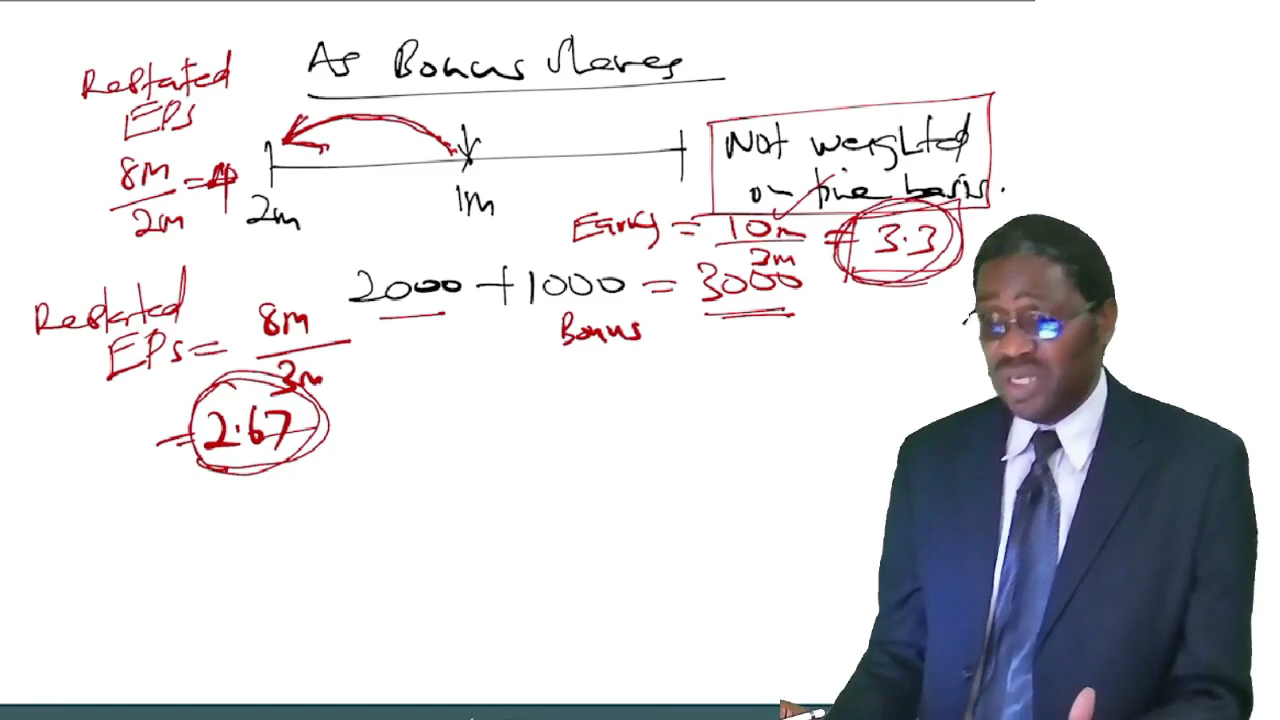 As Bonus shares
Restated
EPS
8m
2m
= 4
2m
1m
Not weighted
on time basis.
Earnings = 10m
3m
= 3.3
2000 + 1000 = 3000
Bonus
Restated
EPS =
8m
3m
= 2.67